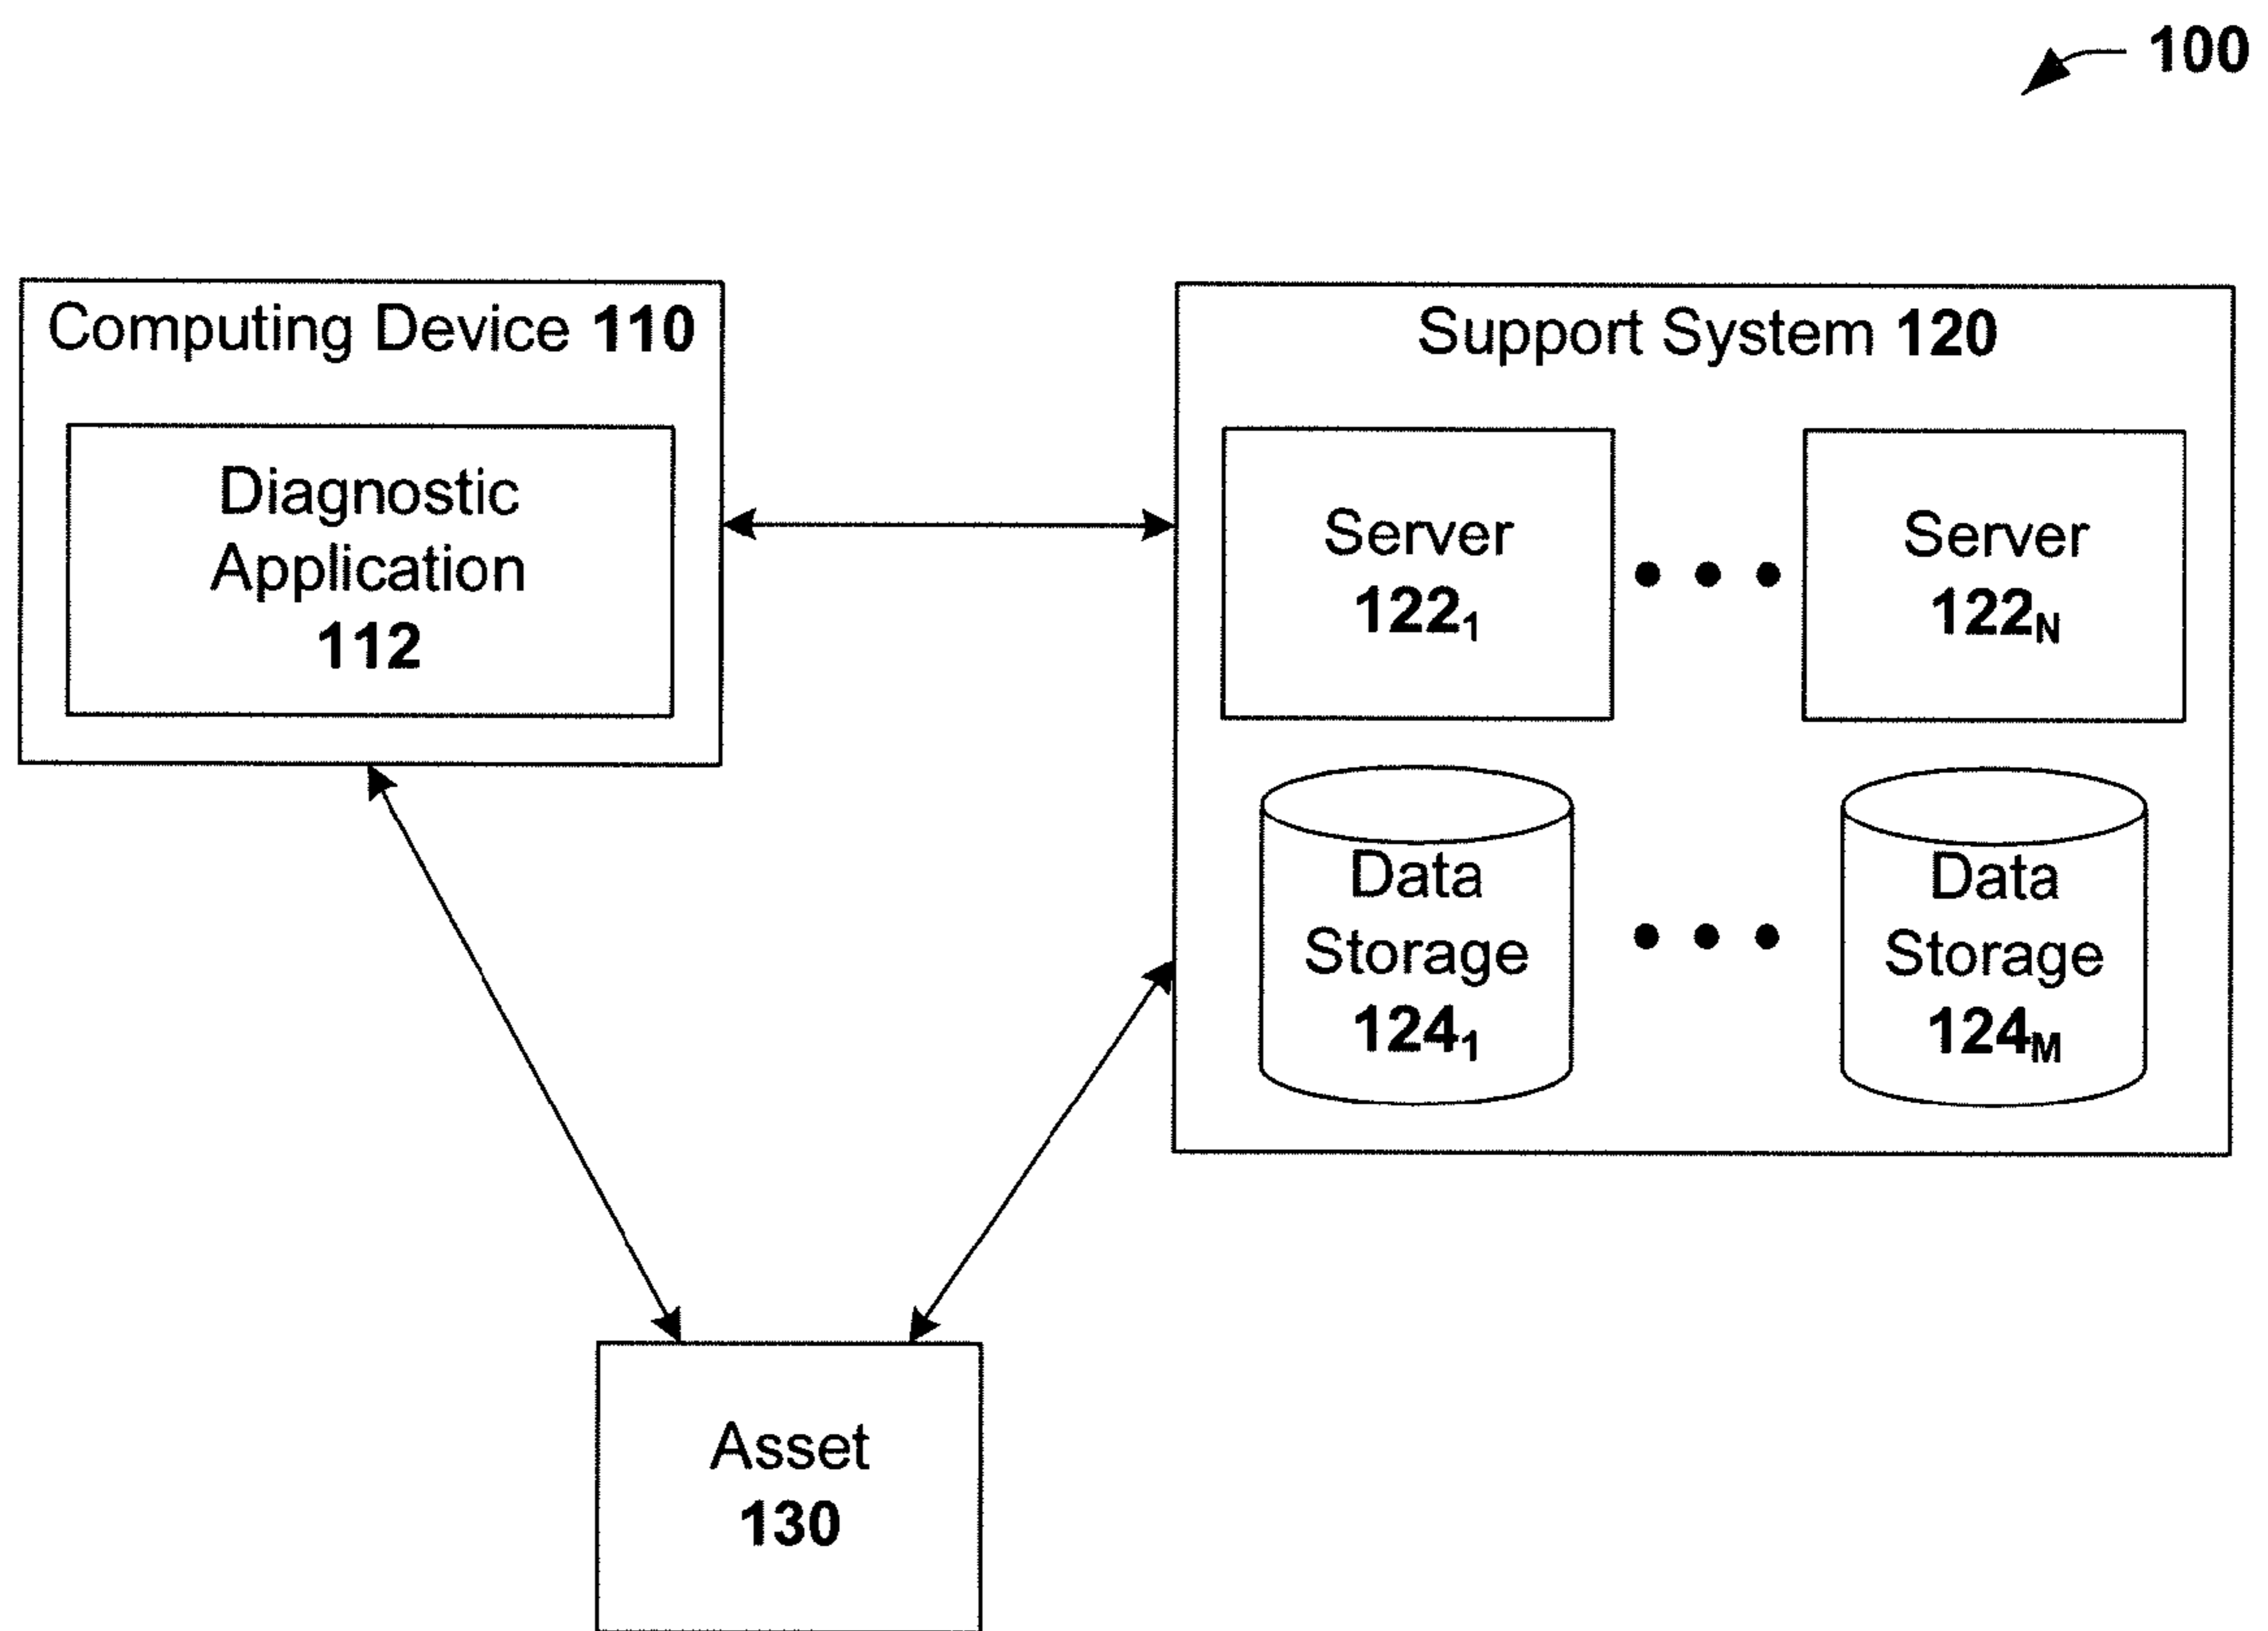 100
Computing Device 110
Diagnostic
Application
112
Support System 120
Server
122₁
Server
122ₙ
Data
Storage
124₁
Data
Storage
124ₘ
Asset
130